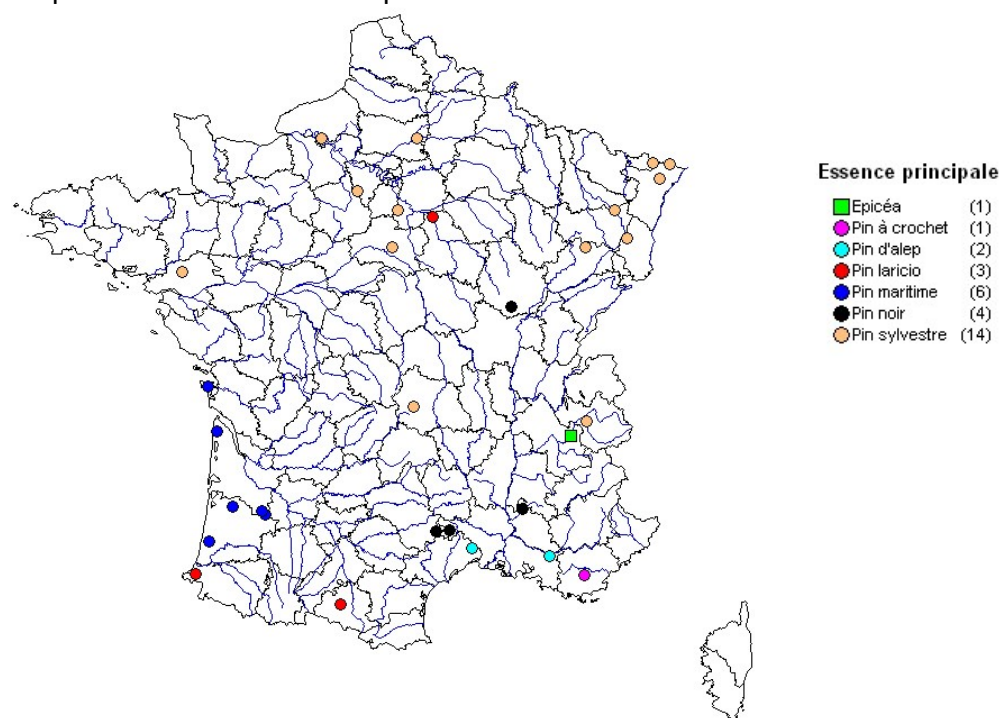 Essence principale
Epicéa (1)
Pin à crochet (1)
Pin d'alep (2)
Pin laricio (3)
Pin maritime (6)
Pin noir (4)
Pin sylvestre (14)